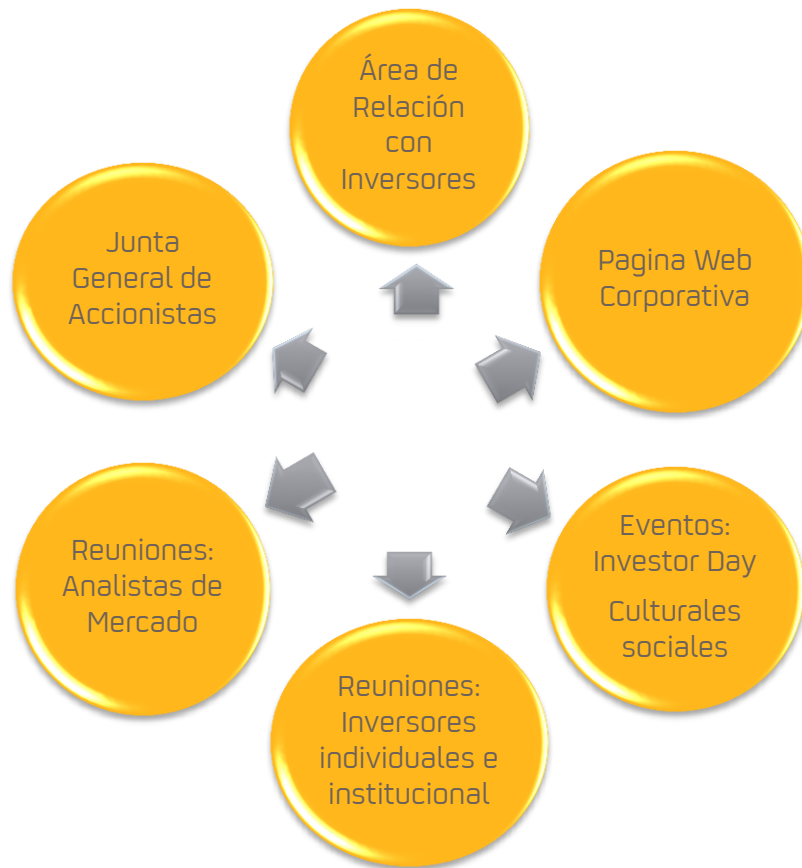 Área de
Relación
con
Inversores
Pagina Web
Corporativa
Eventos:
Investor Day
Culturales
sociales
Reuniones:
Inversores
individuales e
institucional
Reuniones:
Analistas de
Mercado
Junta
General de
Accionistas